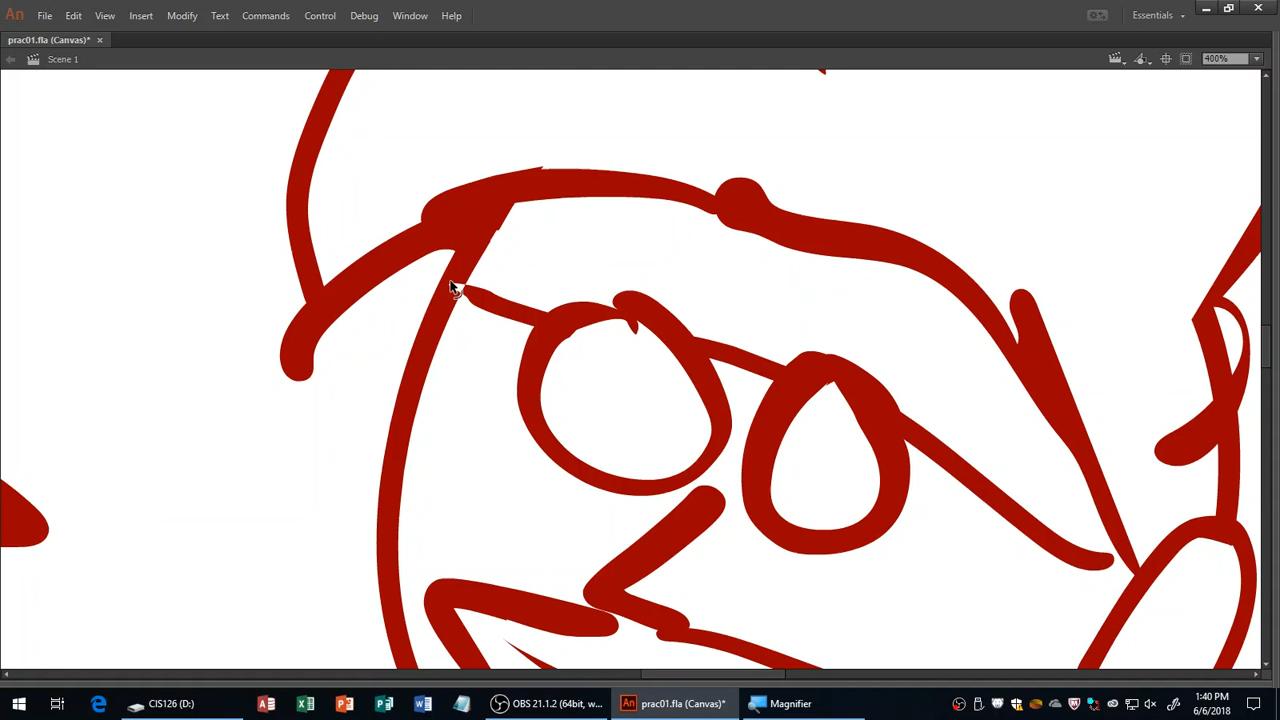 An File Edit View Insert Modify Text Commands Control Debug Window Help Essentials
prac01.fla (Canvas)* ×
Scene 1 400%
CIS126 (D:) OBS 21.1.2 (64bit, w... An prac01.fla (Canvas)* Magnifier 1:40 PM
6/6/2018